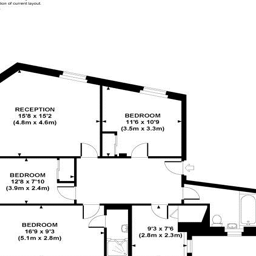 on of current layout
RECEPTION
15'8 x 15'2
(4.8m x 4.6m)
BEDROOM
11'6 x 10'9
(3.5m x 3.3m)
BEDROOM
12'8 x 7'10
(3.9m x 2.4m)
BEDROOM
16'9 x 9'3
(5.1m x 2.8m)
9'3 x 7'6
(2.8m x 2.3m)